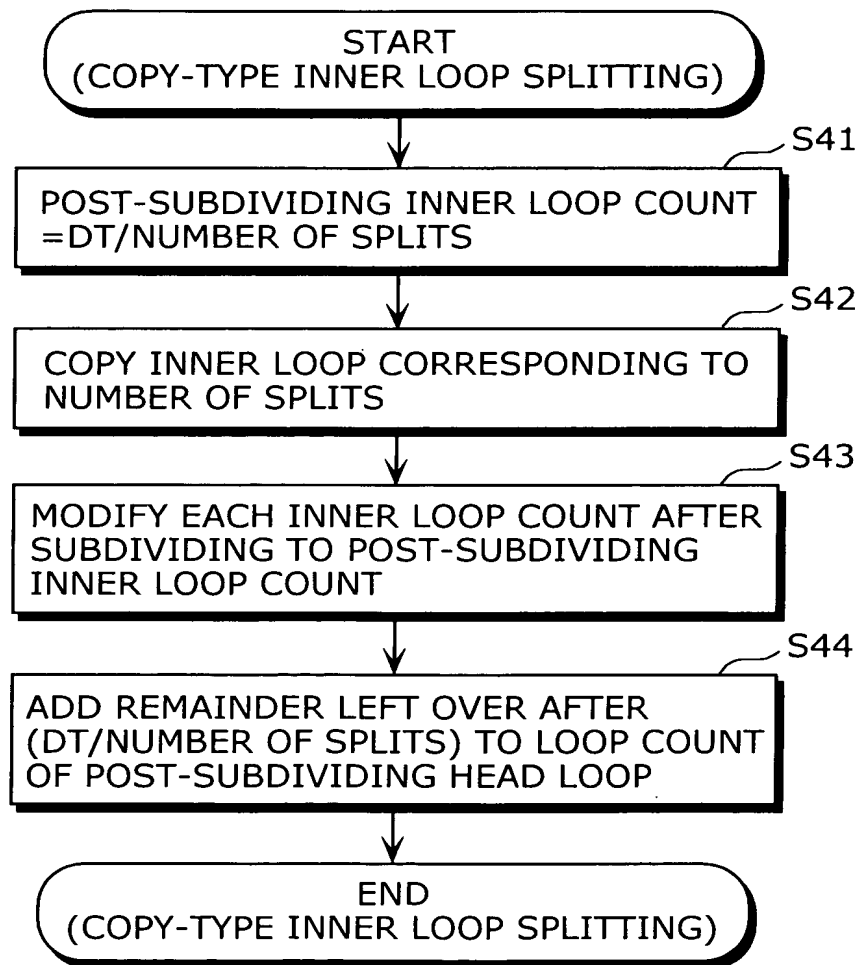 START
(COPY-TYPE INNER LOOP SPLITTING)
S41
POST-SUBDIVIDING INNER LOOP COUNT
=DT/NUMBER OF SPLITS
S42
COPY INNER LOOP CORRESPONDING TO
NUMBER OF SPLITS
S43
MODIFY EACH INNER LOOP COUNT AFTER
SUBDIVIDING TO POST-SUBDIVIDING
INNER LOOP COUNT
S44
ADD REMAINDER LEFT OVER AFTER
(DT/NUMBER OF SPLITS) TO LOOP COUNT
OF POST-SUBDIVIDING HEAD LOOP
END
(COPY-TYPE INNER LOOP SPLITTING)